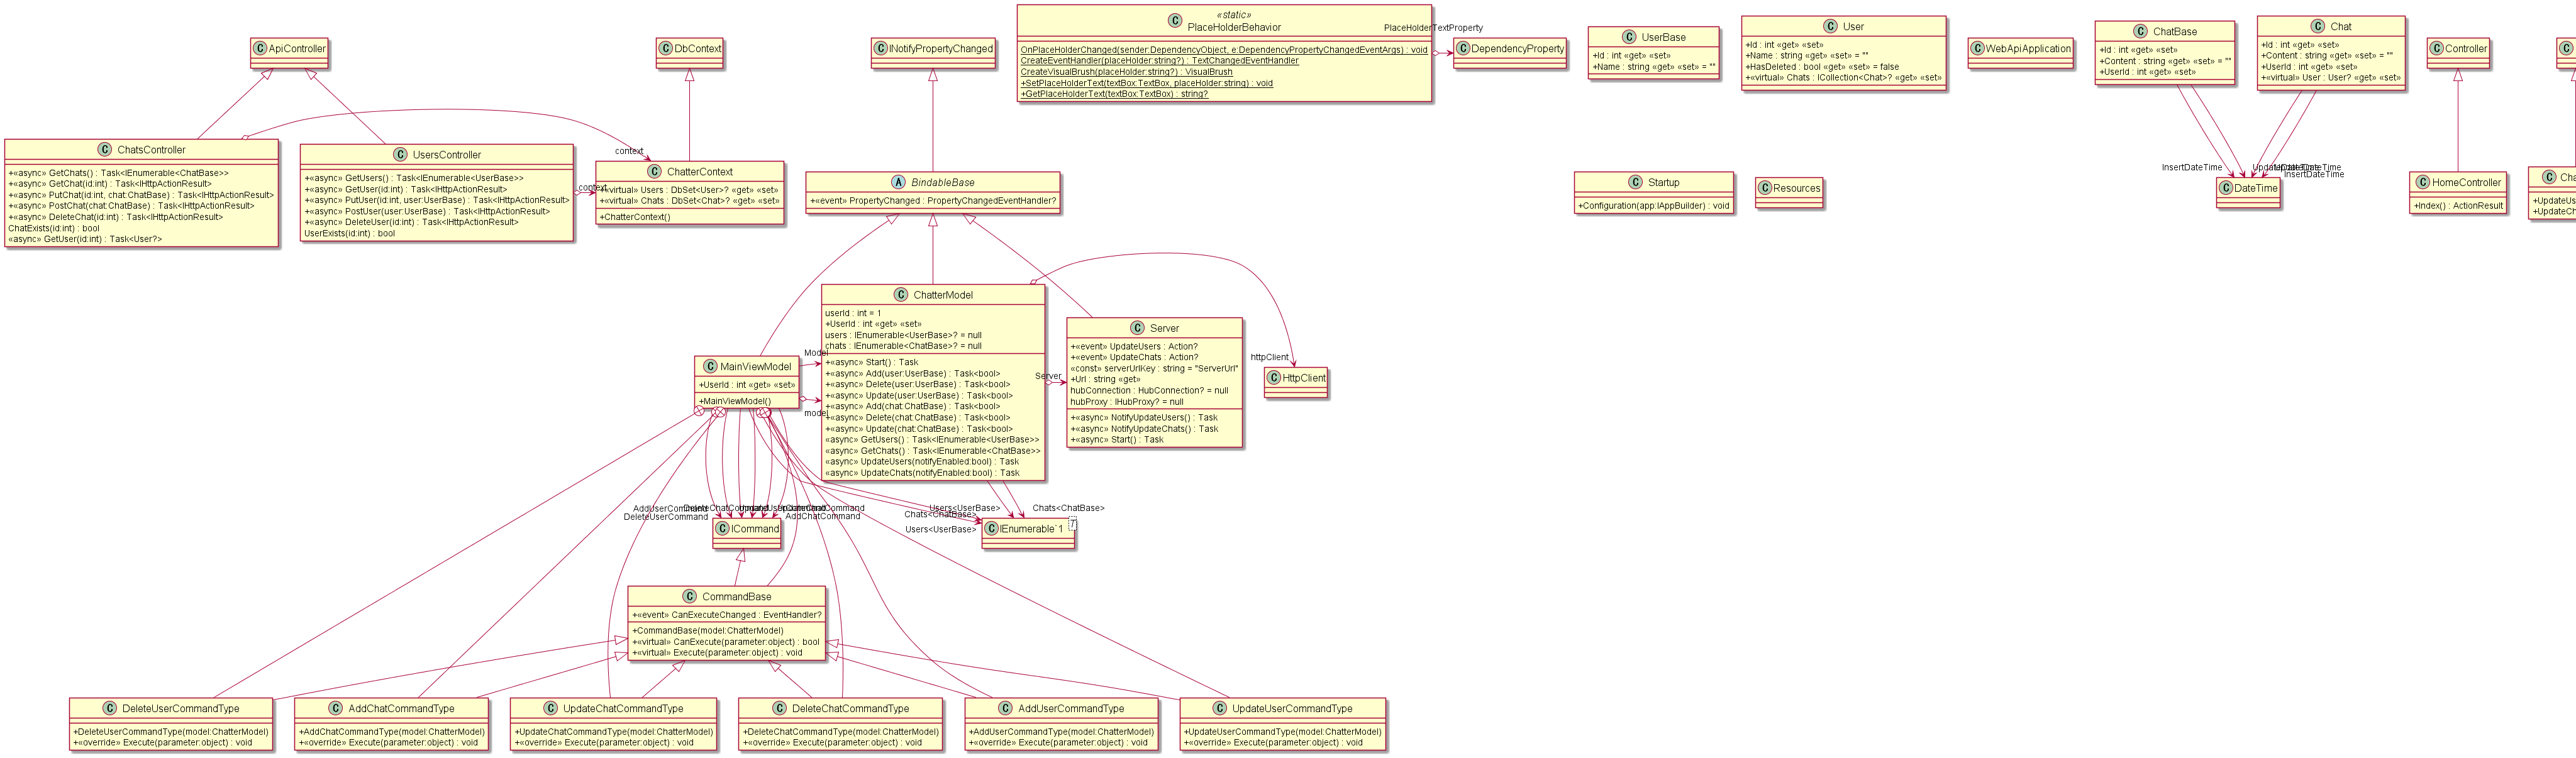 ApiController
DbContext
INotifyPropertyChanged
«static»
PlaceHolderBehavior
OnPlaceHolderChanged(sender:DependencyObject, e:DependencyPropertyChangedEventArgs) : void
CreateEventHandler(placeHolder:string?) : TextChangedEventHandler
CreateVisualBrush(placeHolder:string?) : VisualBrush
+SetPlaceHolderText(textBox:TextBox, placeHolder:string) : void
+GetPlaceHolderText(textBox:TextBox) : string?
PlaceHolderTextProperty
DependencyProperty
UserBase
+Id : int «get» «set»
+Name : string «get» «set» = ""
User
+Id : int «get» «set»
+Name : string «get» «set» = ""
+HasDeleted : bool «get» «set» = false
+«virtual» Chats : ICollection<Chat>? «get» «set»
WebApiApplication
ChatBase
+Id : int «get» «set»
+Content : string «get» «set» = ""
+UserId : int «get» «set»
Chat
+Id : int «get» «set»
+Content : string «get» «set» = ""
+UserId : int «get» «set»
+«virtual» User : User? «get» «set»
Controller
ChatsController
+«async» GetChats() : Task<IEnumerable<ChatBase>>
+«async» GetChat(id:int) : Task<IHttpActionResult>
+«async» PutChat(id:int, chat:ChatBase) : Task<IHttpActionResult>
+«async» PostChat(chat:ChatBase) : Task<IHttpActionResult>
+«async» DeleteChat(id:int) : Task<IHttpActionResult>
ChatExists(id:int) : bool
«async» GetUser(id:int) : Task<User?>
UsersController
+«async» GetUsers() : Task<IEnumerable<UserBase>>
+«async» GetUser(id:int) : Task<IHttpActionResult>
+«async» PutUser(id:int, user:UserBase) : Task<IHttpActionResult>
+«async» PostUser(user:UserBase) : Task<IHttpActionResult>
+«async» DeleteUser(id:int) : Task<IHttpActionResult>
UserExists(id:int) : bool
context
context
ChatterContext
+«virtual» Users : DbSet<User>? «get» «set»
+«virtual» Chats : DbSet<Chat>? «get» «set»
+ChatterContext()
BindableBase
+«event» PropertyChanged : PropertyChangedEventHandler?
Startup
+Configuration(app:IAppBuilder) : void
Resources
InsertDateTime
InsertDateTime
DateTime
HomeController
+Index() : ActionResult
+UpdateUs
+UpdateCh
ChatterModel
userId : int = 1
+UserId : int «get» «set»
users : IEnumerable<UserBase>? = null
chats : IEnumerable<ChatBase>? = null
+«async» Start() : Task
+«async» Add(user:UserBase) : Task<bool>
+«async» Delete(user:UserBase) : Task<bool>
+«async» Update(user:UserBase) : Task<bool>
+«async» Add(chat:ChatBase) : Task<bool>
+«async» Delete(chat:ChatBase) : Task<bool>
+«async» Update(chat:ChatBase) : Task<bool>
«async» GetUsers() : Task<IEnumerable<UserBase>>
«async» GetChats() : Task<IEnumerable<ChatBase>>
«async» UpdateUsers(notifyEnabled:bool) : Task
«async» UpdateChats(notifyEnabled:bool) : Task
Server
Server
+«event» UpdateUsers : Action?
+«event» UpdateChats : Action?
«const» serverUrlKey : string = "ServerUrl"
+Url : string «get»
hubConnection : HubConnection? = null
hubProxy : IHubProxy? = null
+«async» NotifyUpdateUsers() : Task
+«async» NotifyUpdateChats() : Task
+«async» Start() : Task
httpClient
HttpClient
Model
MainViewModel
+UserId : int «get» «set»
+MainViewModel()
model
AddUserCommand
DeleteUserCommand
AddChatCommand
ICommand
Users<UserBase>
Chats<ChatBase>
Chats<ChatBase>
Users<UserBase>
IEnumerable`1
T
CommandBase
+«event» CanExecuteChanged : EventHandler?
+CommandBase(model:ChatterModel)
+«virtual» CanExecute(parameter:object) : bool
+«virtual» Execute(parameter:object) : void
DeleteUserCommandType
+DeleteUserCommandType(model:ChatterModel)
+«override» Execute(parameter:object) : void
AddChatCommandType
+AddChatCommandType(model:ChatterModel)
+«override» Execute(parameter:object) : void
UpdateChatCommandType
+UpdateChatCommandType(model:ChatterModel)
+«override» Execute(parameter:object) : void
DeleteChatCommandType
+DeleteChatCommandType(model:ChatterModel)
+«override» Execute(parameter:object) : void
AddUserCommandType
+AddUserCommandType(model:ChatterModel)
+«override» Execute(parameter:object) : void
UpdateUserCommandType
+UpdateUserCommandType(model:ChatterModel)
+«override» Execute(parameter:object) : void